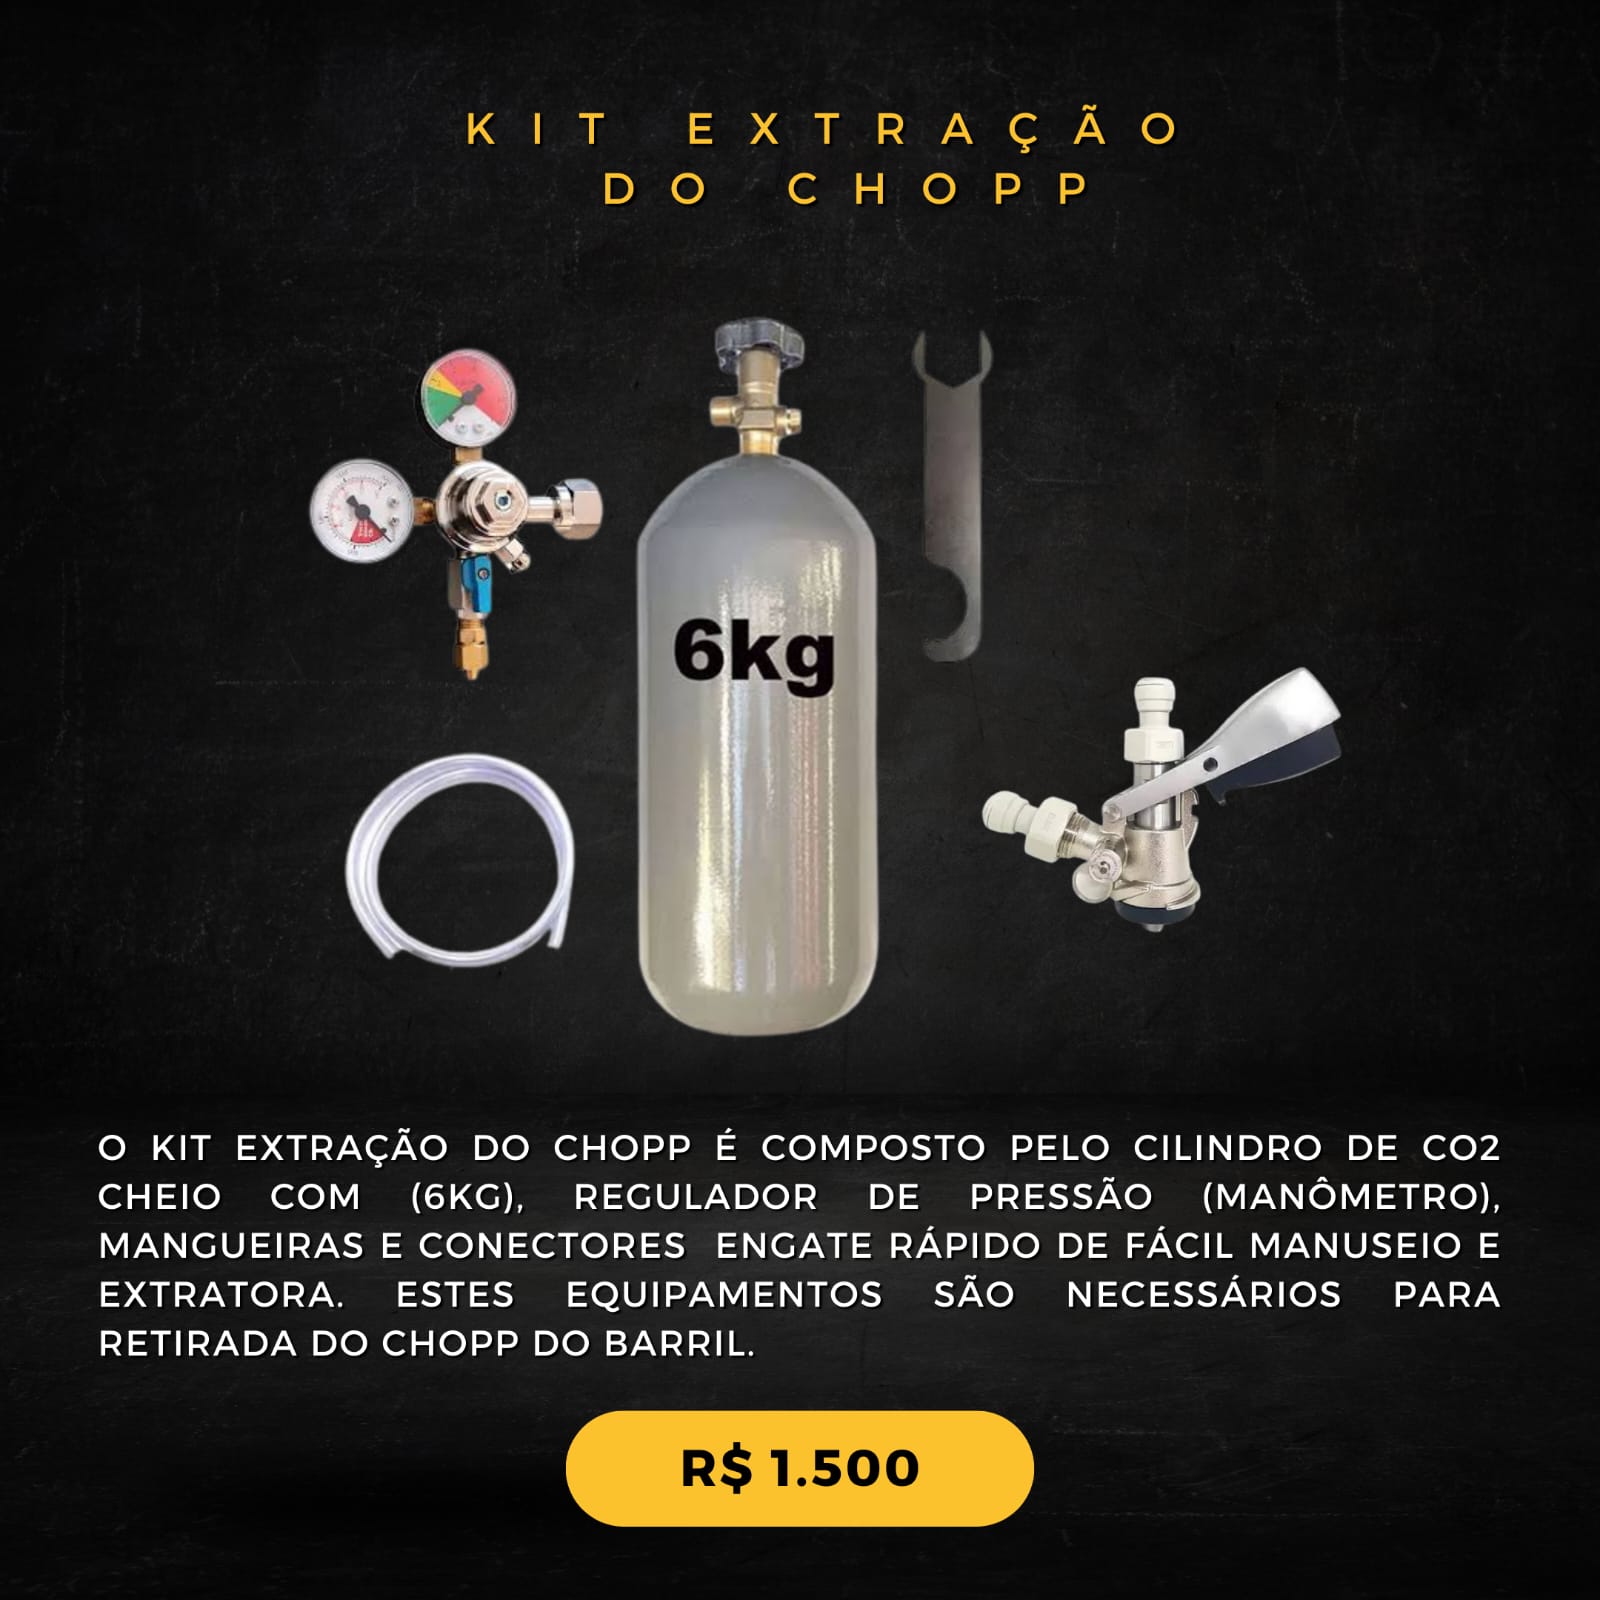 KIT EXTRAÇÃO
DO CHOPP
6kg
O KIT EXTRAÇÃO DO CHOPP É COMPOSTO PELO CILINDRO DE CO2
CHEIO COM (6KG), REGULADOR DE PRESSÃO (MANÔMETRO),
MANGUEIRAS E CONECTORES ENGATE RÁPIDO DE FÁCIL MANUSEIO E
EXTRATORA. ESTES EQUIPAMENTOS SÃO NECESSÁRIOS PARA
RETIRADA DO CHOPP DO BARRIL.
R$ 1.500